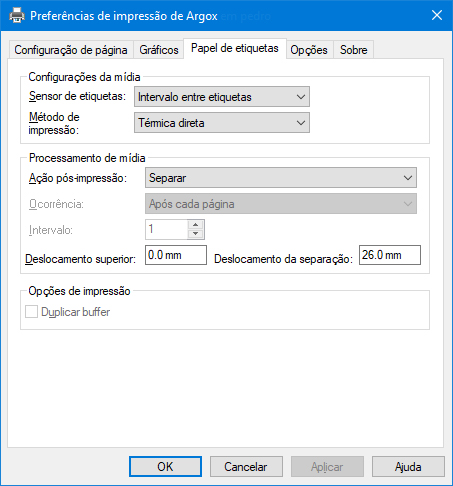 Preferências de impressão de Argox
Configuração de página Gráficos Papel de etiquetas Opções Sobre
Configurações da mídia
Sensor de etiquetas: Intervalo entre etiquetas
Método de
impressão: Térmica direta
Processamento de mídia
Ação pós-impressão: Separar
Ocorrência: Após cada página
Intervalo: 1
Deslocamento superior: 0.0 mm Deslocamento da separação: 26.0 mm
Opções de impressão
Duplicar buffer
OK Cancelar Aplicar Ajuda